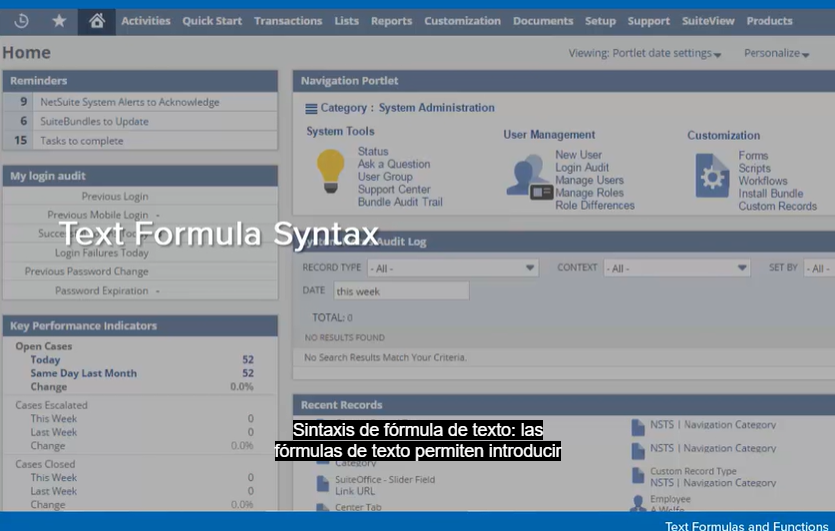 Activities Quick Start Transactions Lists Reports Customization Documents Setup Support SuiteView Products
Home
Viewing: Portlet date settings
Personalize
Reminders
9 NetSuite System Alerts to Acknowledge
6 SuiteBundles to Update
15 Tasks to complete
My login audit
Previous Login
Previous Mobile Login -
Today -
Login Failures Today
Previous Password Change
Password Expiration -
Text Formula Syntax
Key Performance Indicators
Open Cases
Today 52
Same Day Last Month 52
Change 0.0%
Cases Escalated
This Week 0
Last Week 0
Change 0.0%
Cases Closed
This Week 0
Last Week 0
Change 0.0%
Navigation Portlet
Category : System Administration
System Tools
Status
Ask a Question
User Group
Support Center
Bundle Audit Trail
User Management
New User
Login Audit
Manage Users
Manage Roles
Role Differences
Customization
Forms
Scripts
Workflows
Install Bundle
Custom Records
Audit Log
RECORD TYPE - All - CONTEXT - All - SET BY - All -
DATE this week
TOTAL: 0
NO RESULTS FOUND
No Search Results Match Your Criteria.
Recent Records
Category
SuiteOffice - Slider Field
Link URL
Center Tab
NSTS | Navigation Category
NSTS | Navigation Category
Custom Record Type
NSTS | Navigation Category
Employee
A Wolfe
Sintaxis de fórmula de texto: las
fórmulas de texto permiten introducir
Text Formulas and Functions